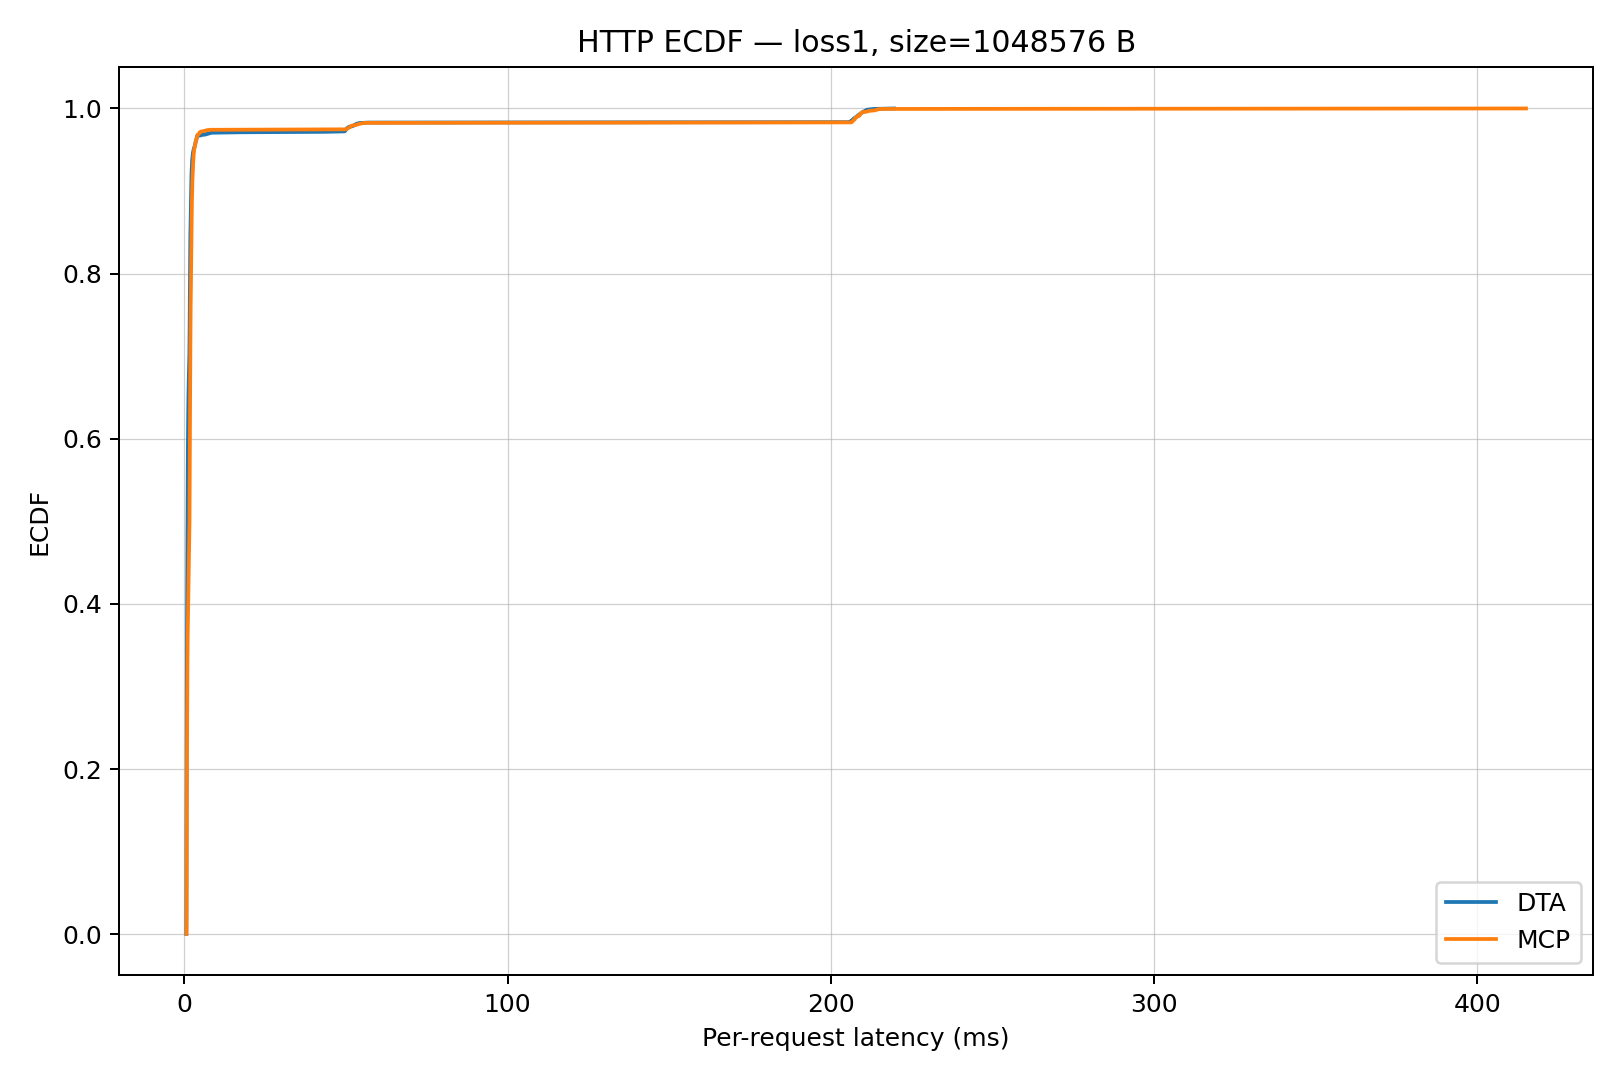 HTTP ECDF — loss1, size=1048576 B
1.0
0.8
0.6
0.4
0.2
0.0
ECDF
0 100 200 300 400
Per-request latency (ms)
DTA
MCP